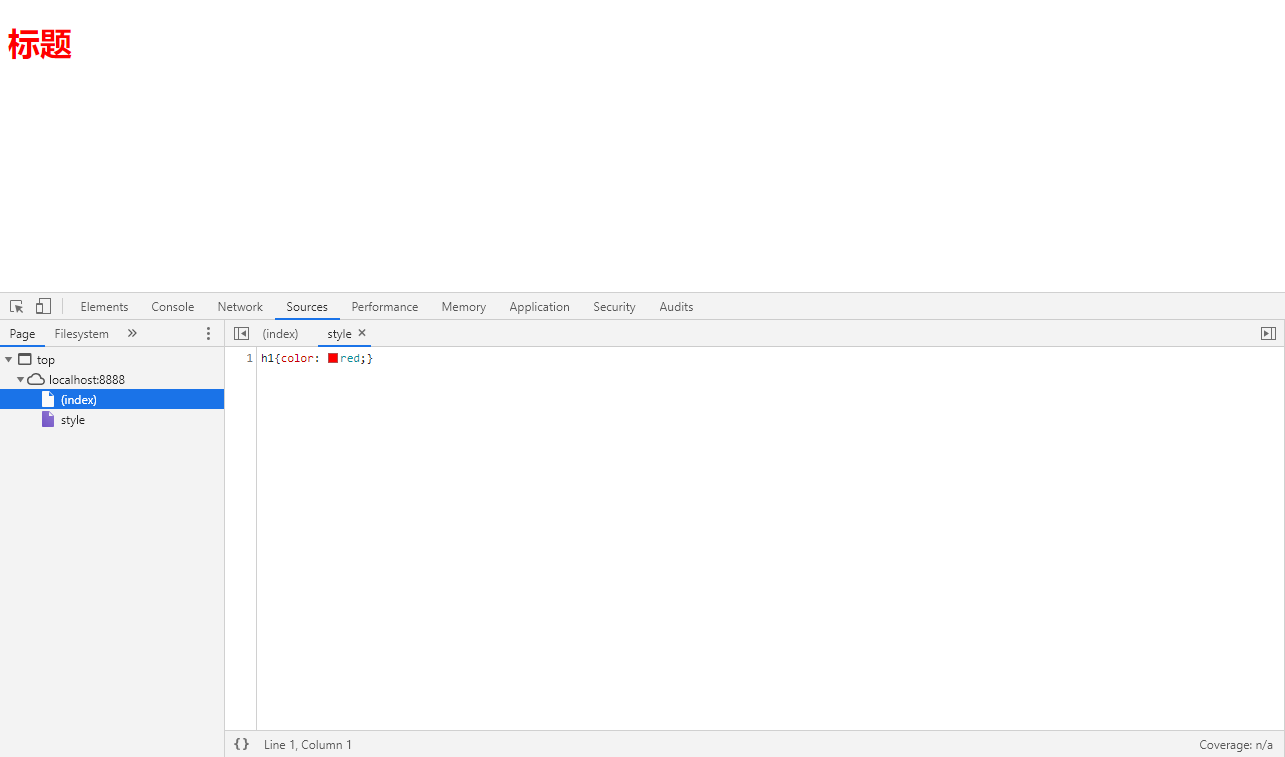 标题
Elements Console Network Sources Performance Memory Application Security Audits
Page Filesystem » (index) style ×
top
localhost:8888
(index)
style
1 h1{color: red;}
{} Line 1, Column 1 Coverage: n/a